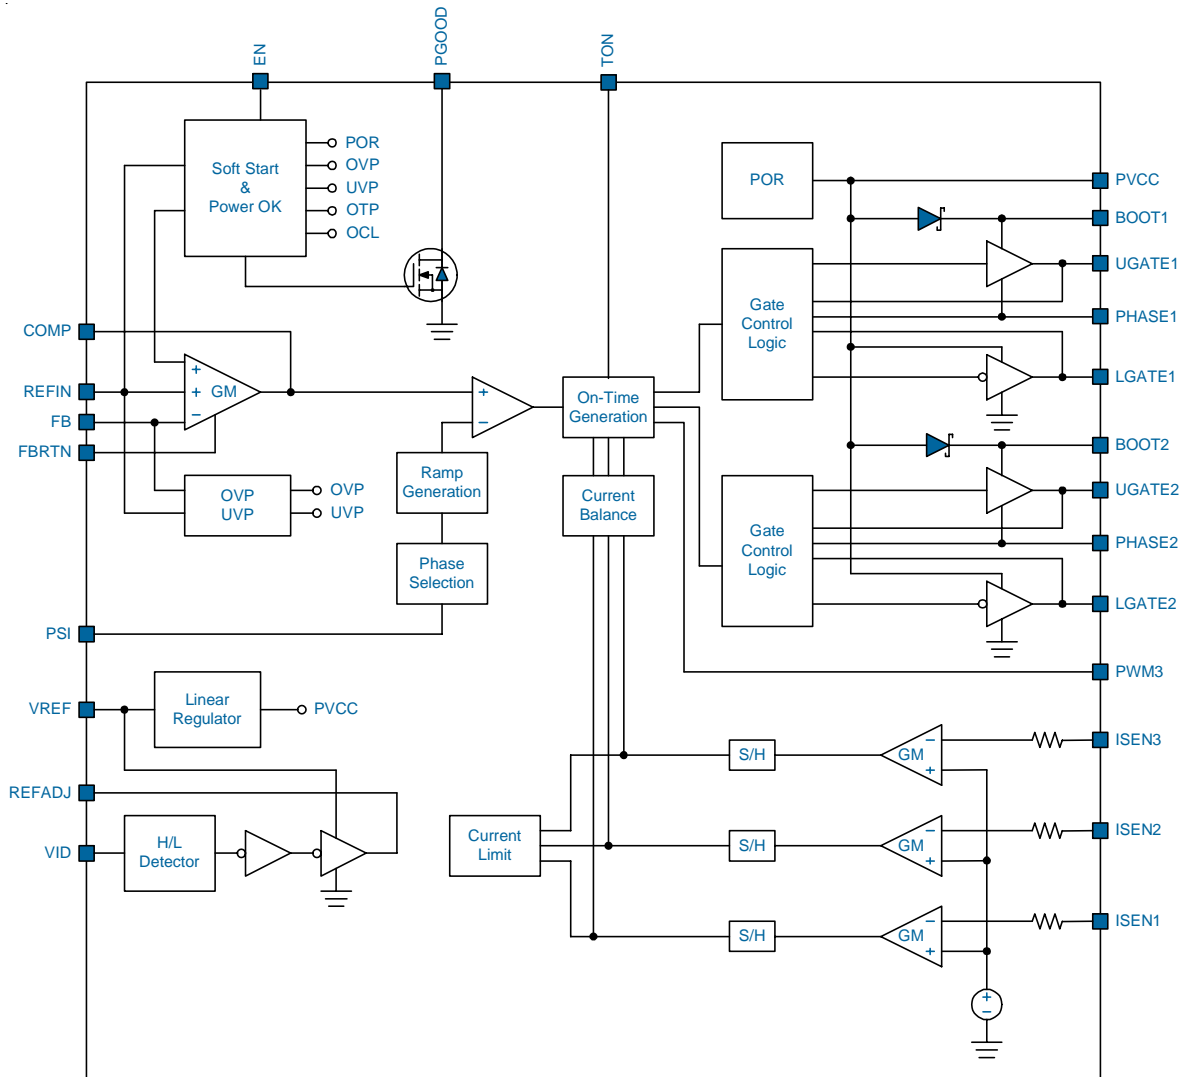 EN
PGOOD
TON
Soft Start
&
Power OK
POR
OVP
UVP
OTP
OCL
POR
PVCC
BOOT1
UGATE1
PHASE1
LGATE1
Gate
Control
Logic
COMP
REFIN
FB
FBRTN
+
+
−
GM
+
−
On-Time
Generation
Ramp
Generation
Current
Balance
OVP
UVP
OVP
UVP
Phase
Selection
BOOT2
UGATE2
PHASE2
LGATE2
Gate
Control
Logic
PSI
PWM3
VREF
Linear
Regulator
PVCC
REFADJ
VID
H/L
Detector
Current
Limit
S/H
GM
−
+
ISEN3
S/H
GM
−
+
ISEN2
S/H
GM
−
+
ISEN1
+
−